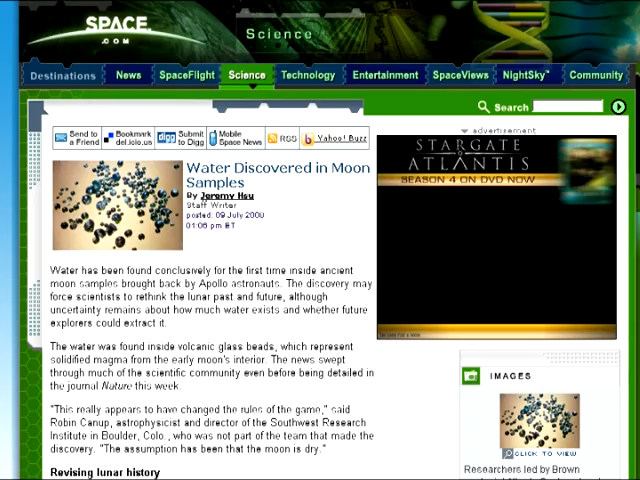 SPACE.
.COM
Science
Destinations News SpaceFlight Science Technology Entertainment SpaceViews NightSky™ Community
Search
Send to a Friend
Bookmark del.icio.us
digg Submit to Digg
Mobile Space News
RSS
Yahoo! Buzz
advertisement
STARGATE
ATLANTIS
SEASON 4 ON DVD NOW
Water Discovered in Moon
Samples
By Jeremy Hsu
Staff Writer
posted: 09 July 2008
01:06 pm ET
Water has been found conclusively for the first time inside ancient
moon samples brought back by Apollo astronauts. The discovery may
force scientists to rethink the lunar past and future, although
uncertainty remains about how much water exists and whether future
explorers could extract it.
The water was found inside volcanic glass beads, which represent
solidified magma from the early moon's interior. The news swept
through much of the scientific community even before being detailed in
the journal Nature this week.
"This really appears to have changed the rules of the game," said
Robin Canup, astrophysicist and director of the Southwest Research
Institute in Boulder, Colo., who was not part of the team that made the
discovery. "The assumption has been that the moon is dry."
Revising lunar history
IMAGES
CLICK TO VIEW
Researchers led by Brown